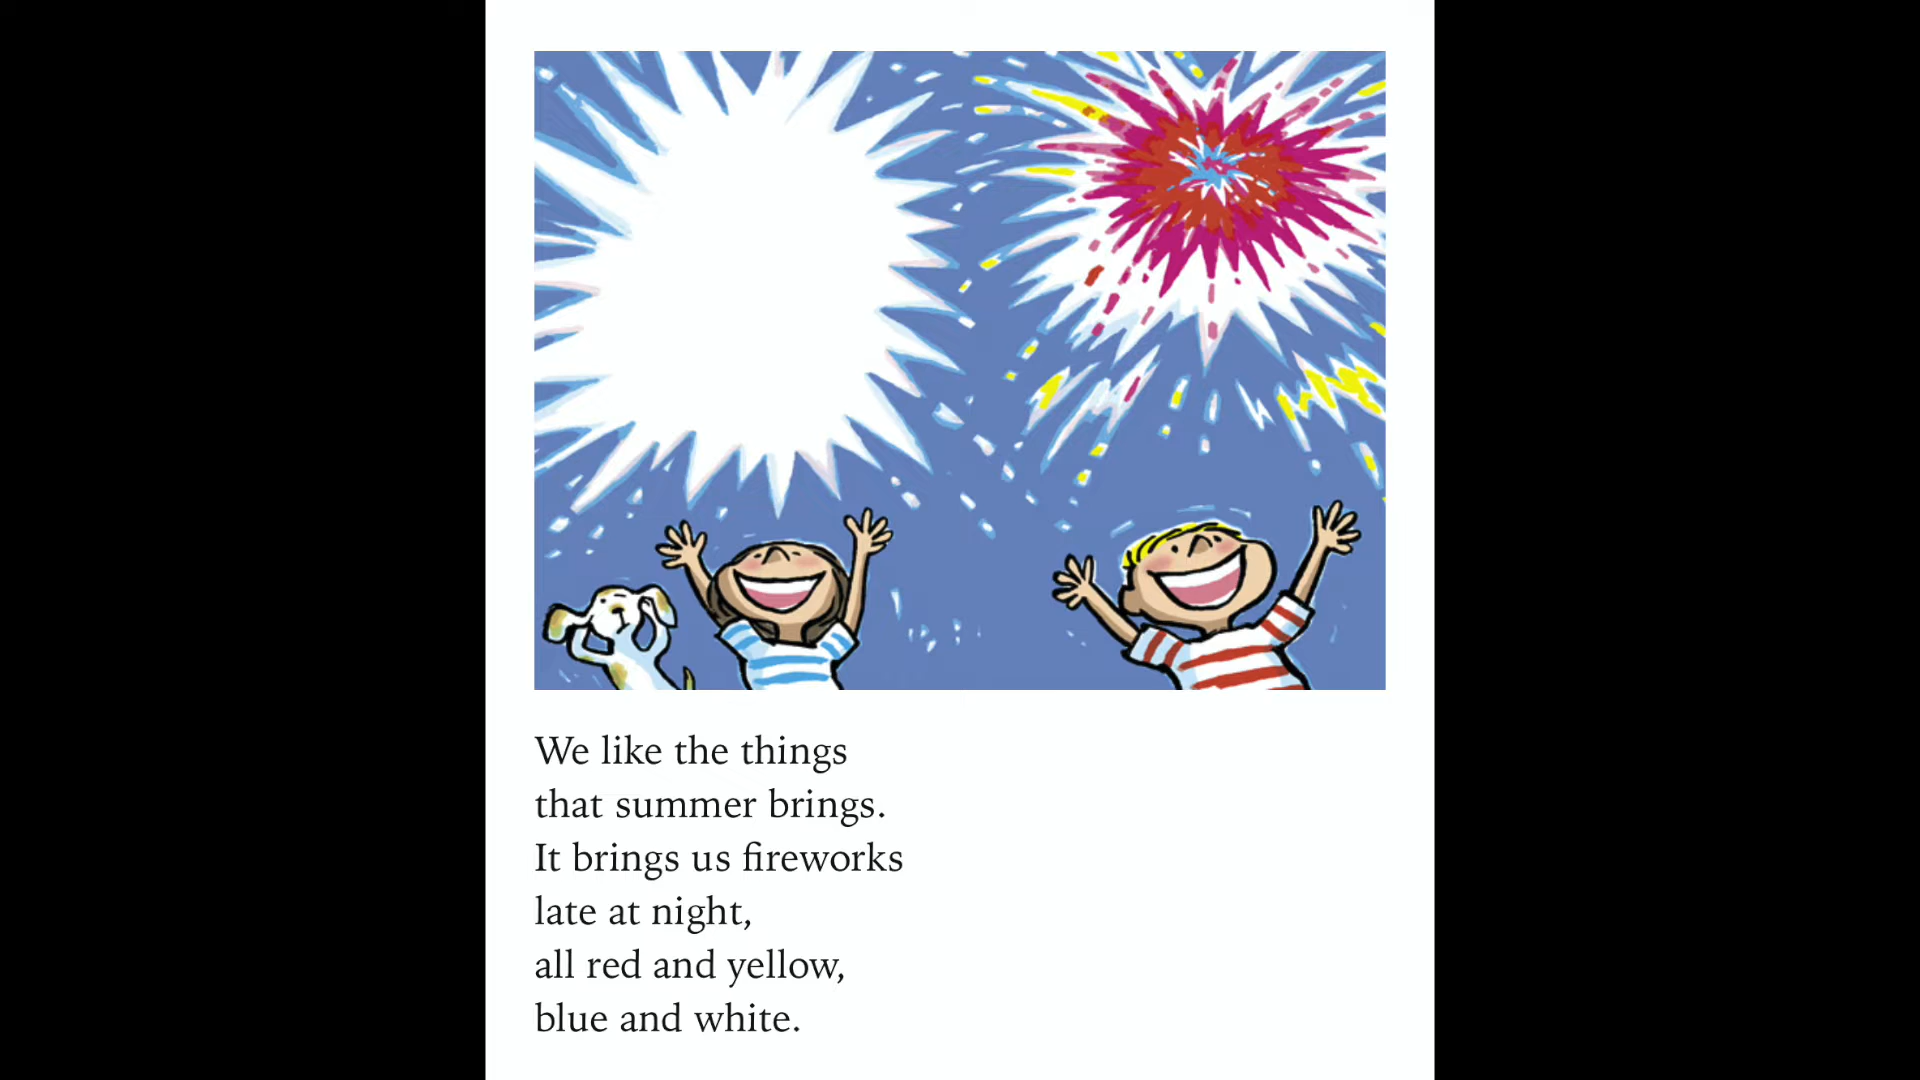 We like the things
that summer brings.
It brings us fireworks
late at night,
all red and yellow,
blue and white.